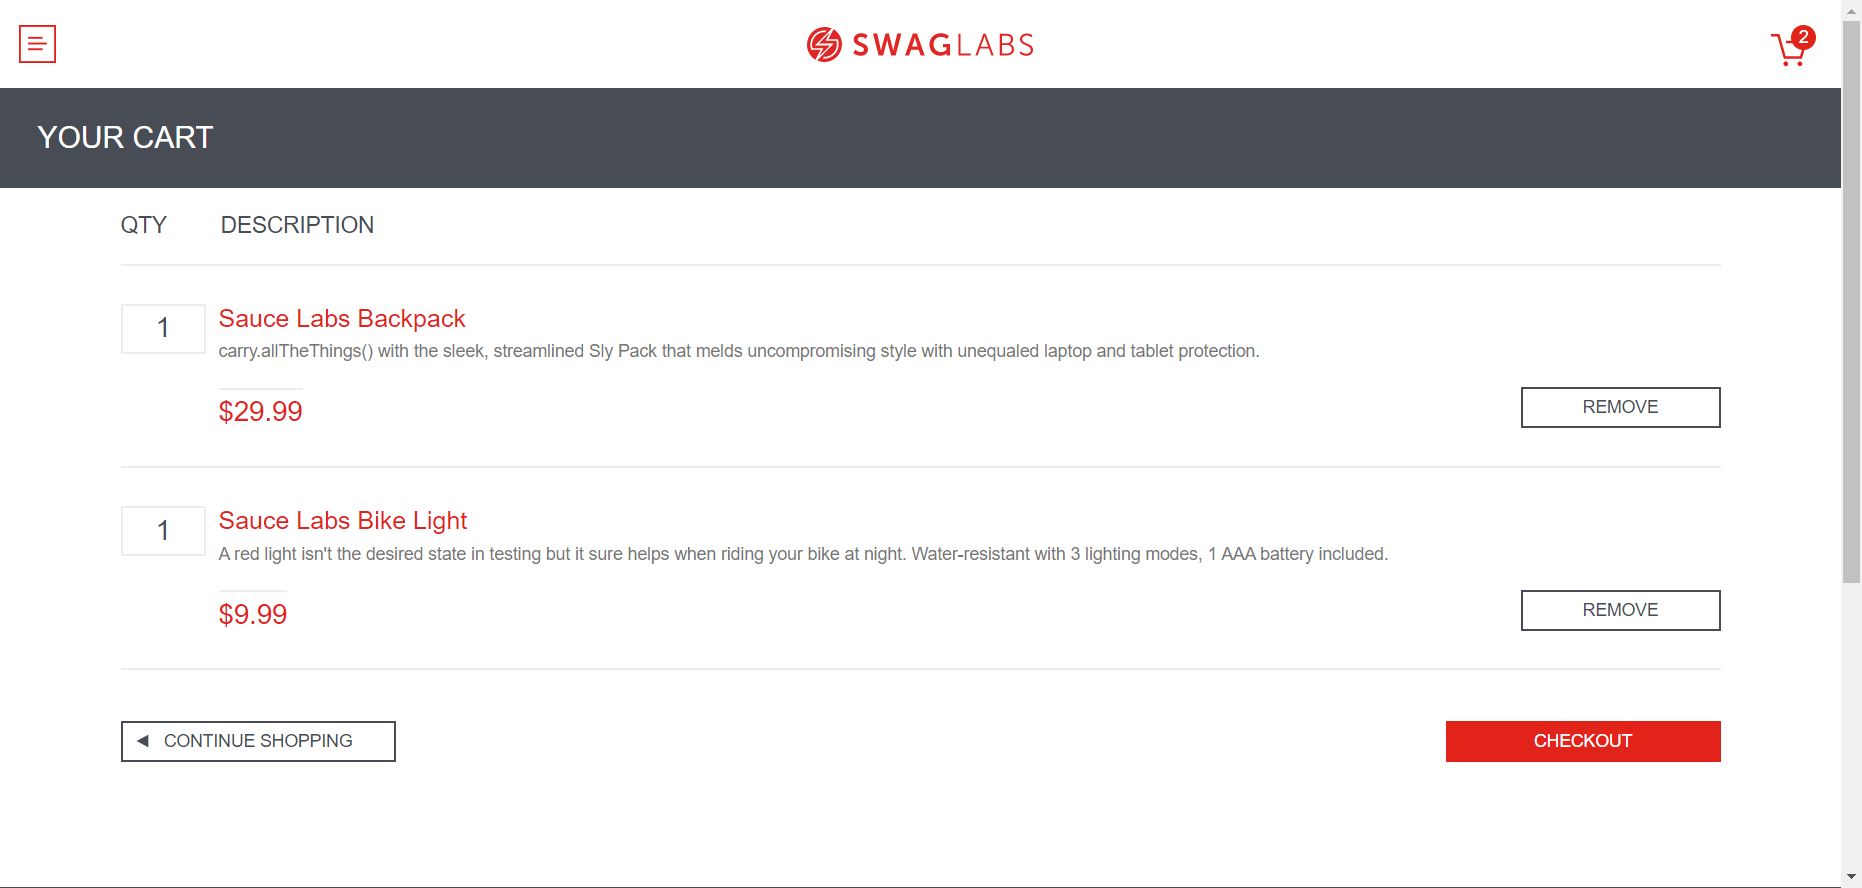 SWAGLABS
2
YOUR CART
QTY DESCRIPTION
1
Sauce Labs Backpack
carry.allTheThings() with the sleek, streamlined Sly Pack that melds uncompromising style with unequaled laptop and tablet protection.
$29.99
REMOVE
1
Sauce Labs Bike Light
A red light isn't the desired state in testing but it sure helps when riding your bike at night. Water-resistant with 3 lighting modes, 1 AAA battery included.
$9.99
REMOVE
CONTINUE SHOPPING
CHECKOUT